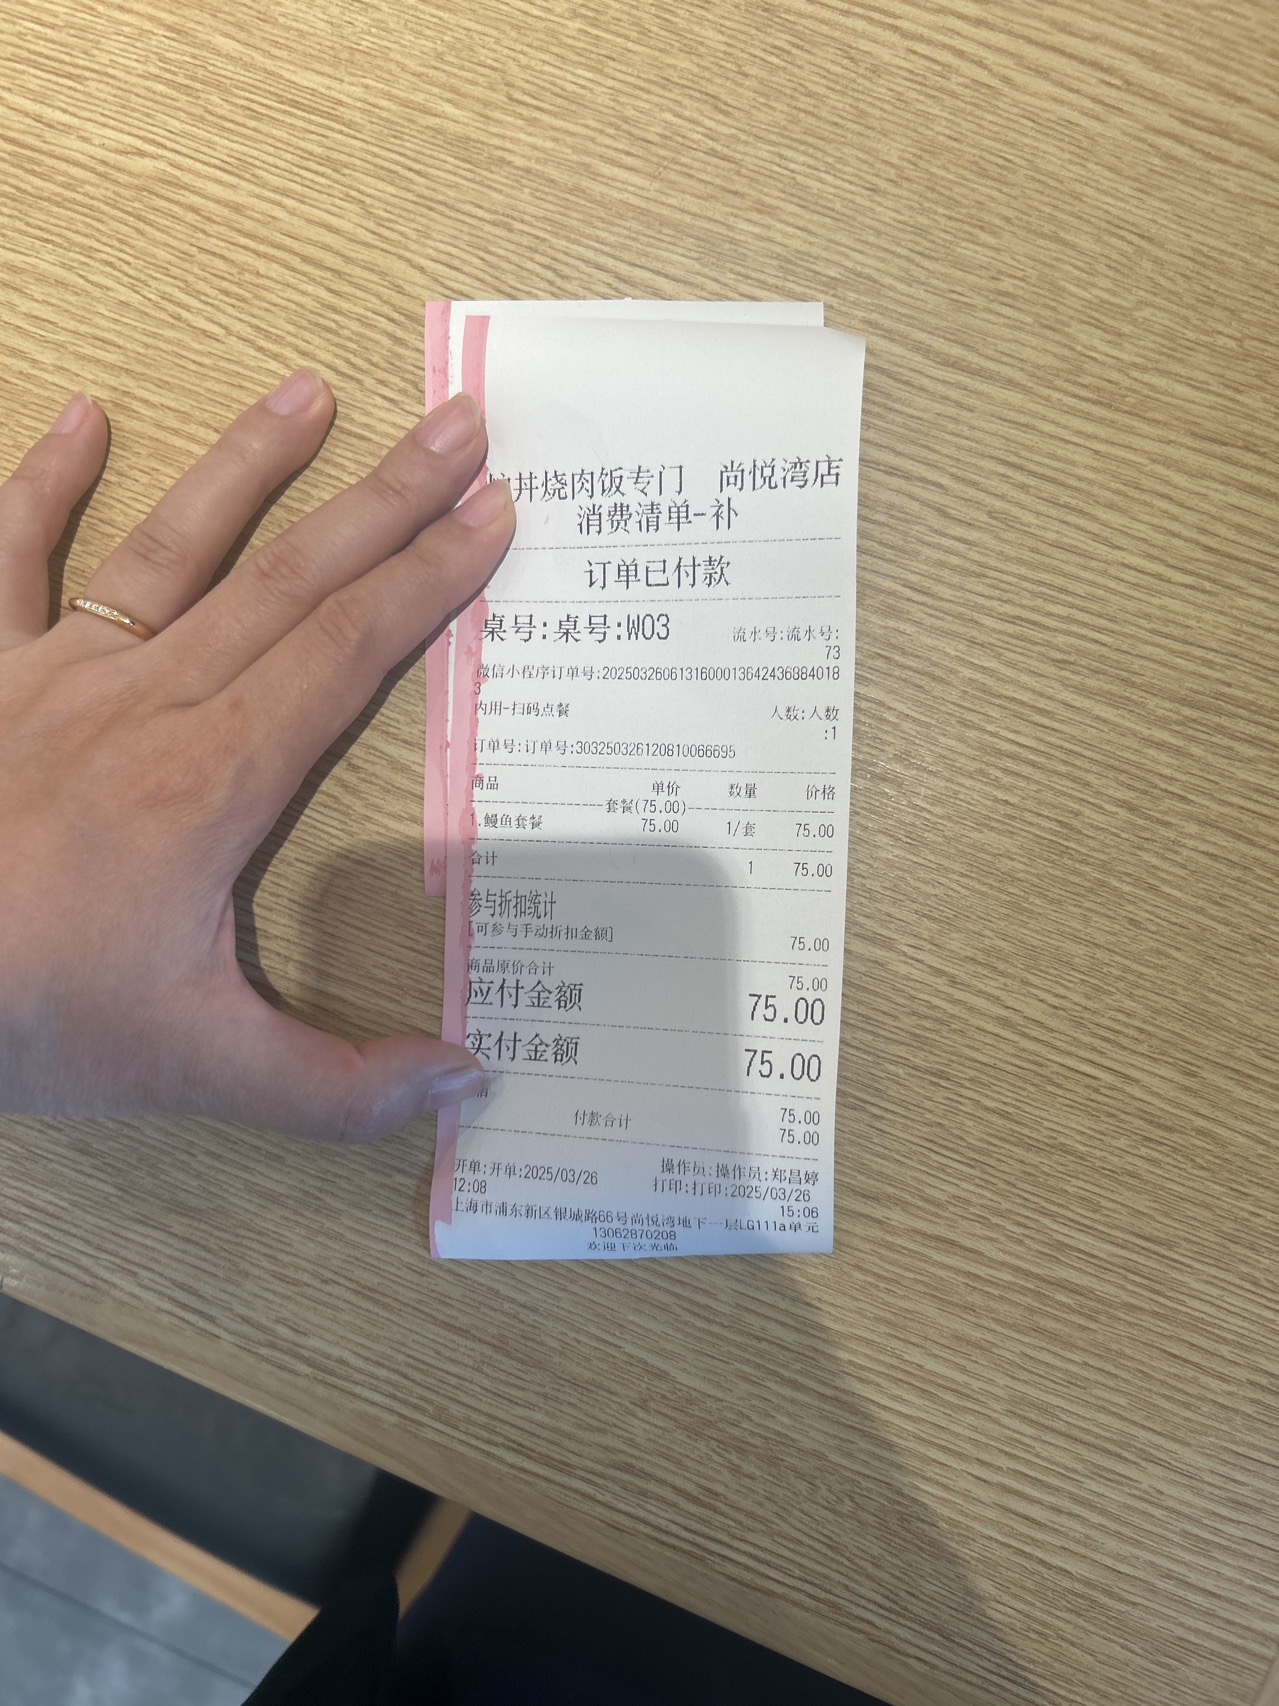 丼烧肉饭专门 尚悦湾店
消费清单-补
订单已付款
桌号:桌号:W03 流水号:流水号:
73
微信小程序订单号:2025032606131600013642436884018
3
内用-扫码点餐 人数:人数
:1
订单号:订单号:303250326120810066695
商品 单价 数量 价格
套餐(75.00)
1.鳗鱼套餐 75.00 1/套 75.00
合计 1 75.00
参与折扣统计
[可参与手动折扣金额] 75.00
商品原价合计 75.00
应付金额 75.00
实付金额 75.00
75.00
付款合计 75.00
开单:开单:2025/03/26 操作员:操作员:郑昌婷
12:08 打印:打印:2025/03/26
15:06
上海市浦东新区银城路66号尚悦湾地下一层LG111a单元
13062870208
欢迎下次光临